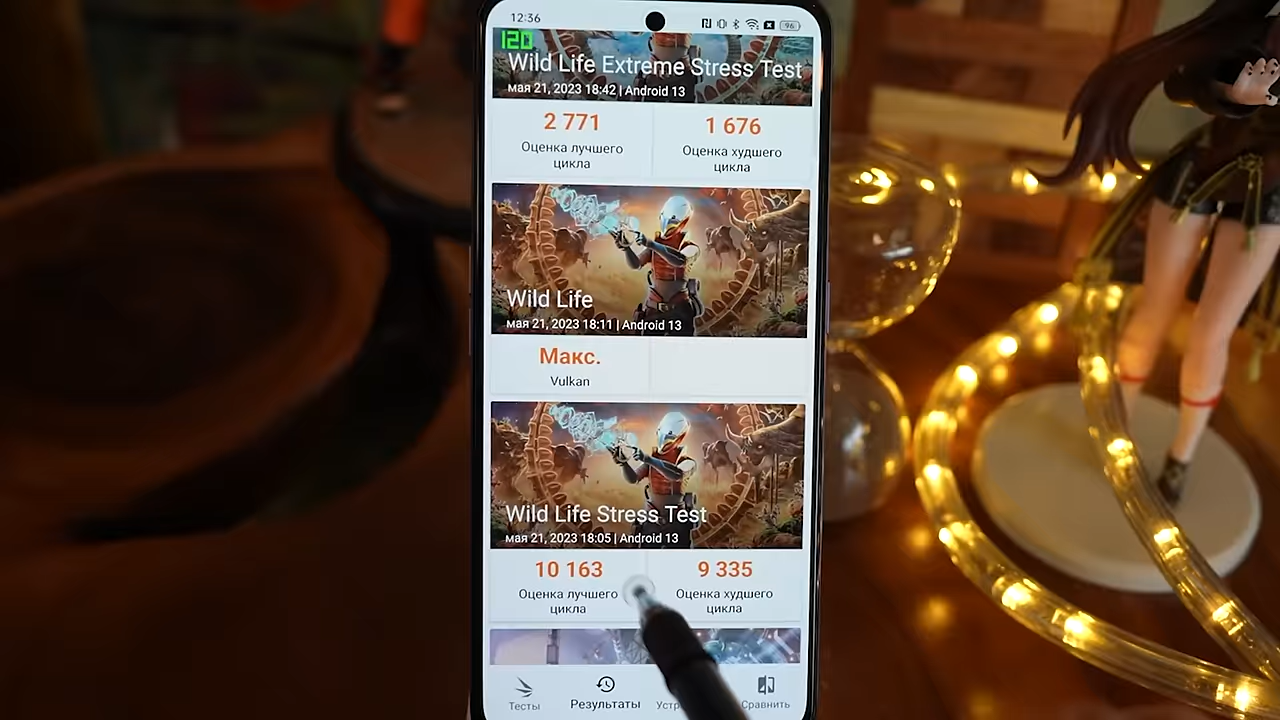 12:36
96
120
Wild Life Extreme Stress Test
мая 21, 2023 18:42 | Android 13
2 771
1 676
Оценка лучшего
цикла
Оценка худшего
цикла
Wild Life
мая 21, 2023 18:11 | Android 13
Макс.
Vulkan
Wild Life Stress Test
мая 21, 2023 18:05 | Android 13
10 163
9 335
Оценка лучшего
цикла
Оценка худшего
цикла
Тесты
Результаты
Сравнить